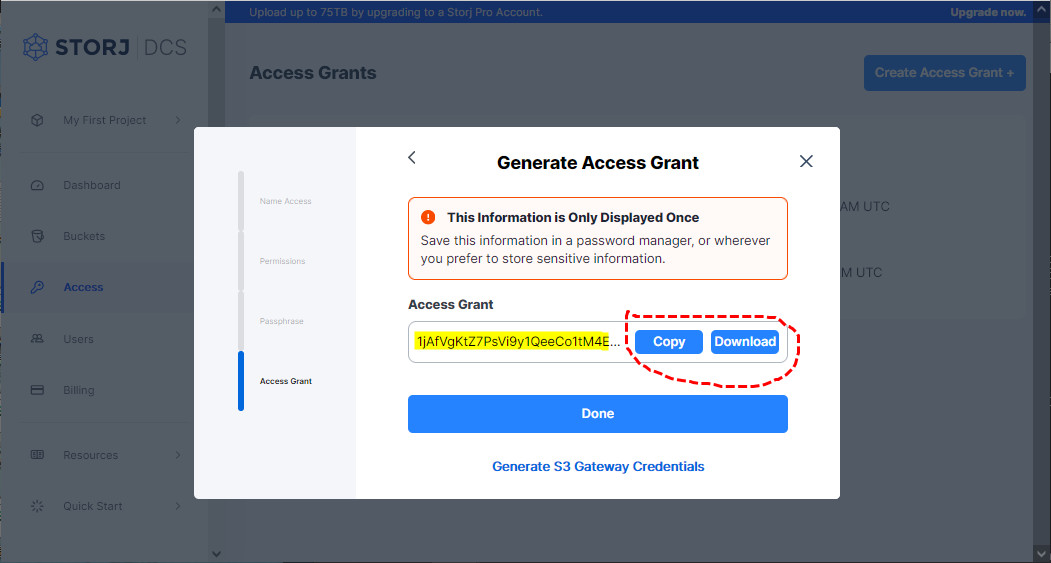 Upload up to 75TB by upgrading to a Storj Pro Account.
Upgrade now.
STORJ DCS
Access Grants
Create Access Grant +
My First Project
Dashboard
Buckets
Access
Users
Billing
Resources
Quick Start
AM UTC
M UTC
Generate Access Grant
Name Access
Permissions
Passphrase
Access Grant
This Information is Only Displayed Once
Save this information in a password manager, or wherever
you prefer to store sensitive information.
Access Grant
1jAfVgKtZ7PsVi9y1QeeCo1tM4E...
Copy
Download
Done
Generate S3 Gateway Credentials